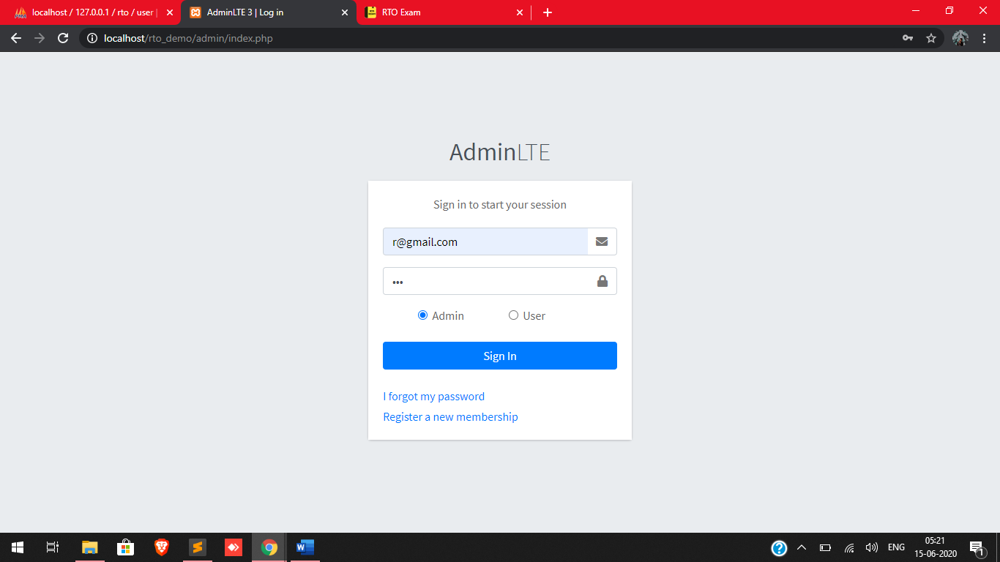 localhost / 127.0.0.1 / rto / user |
AdminLTE 3 | Log in
RTO Exam
localhost/rto_demo/admin/index.php
AdminLTE
Sign in to start your session
r@gmail.com
•••
Admin
User
Sign In
I forgot my password
Register a new membership
ENG
05:21
15-06-2020
1